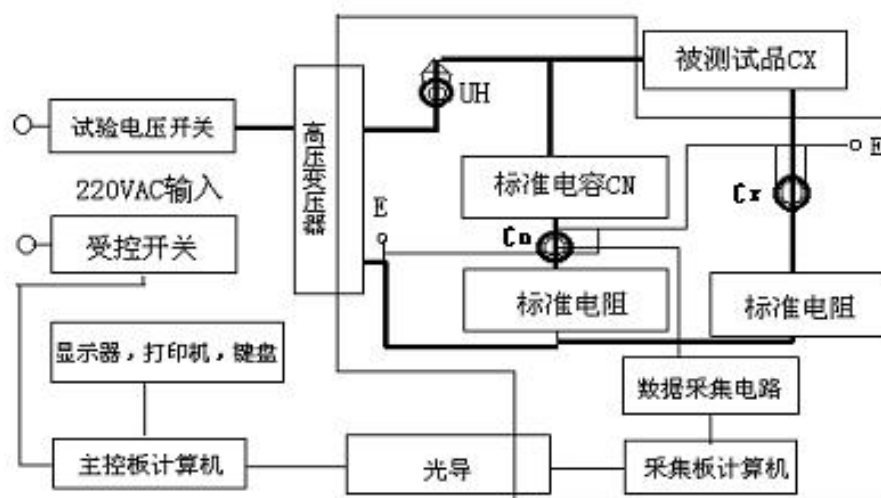 被测试品CX
UH
试验电压开关
高压变压器
E
220VAC输入
标准电容CN
Cx
E
Cn
受控开关
标准电阻
标准电阻
显示器，打印机，键盘
数据采集电路
主控板计算机
光导
采集板计算机